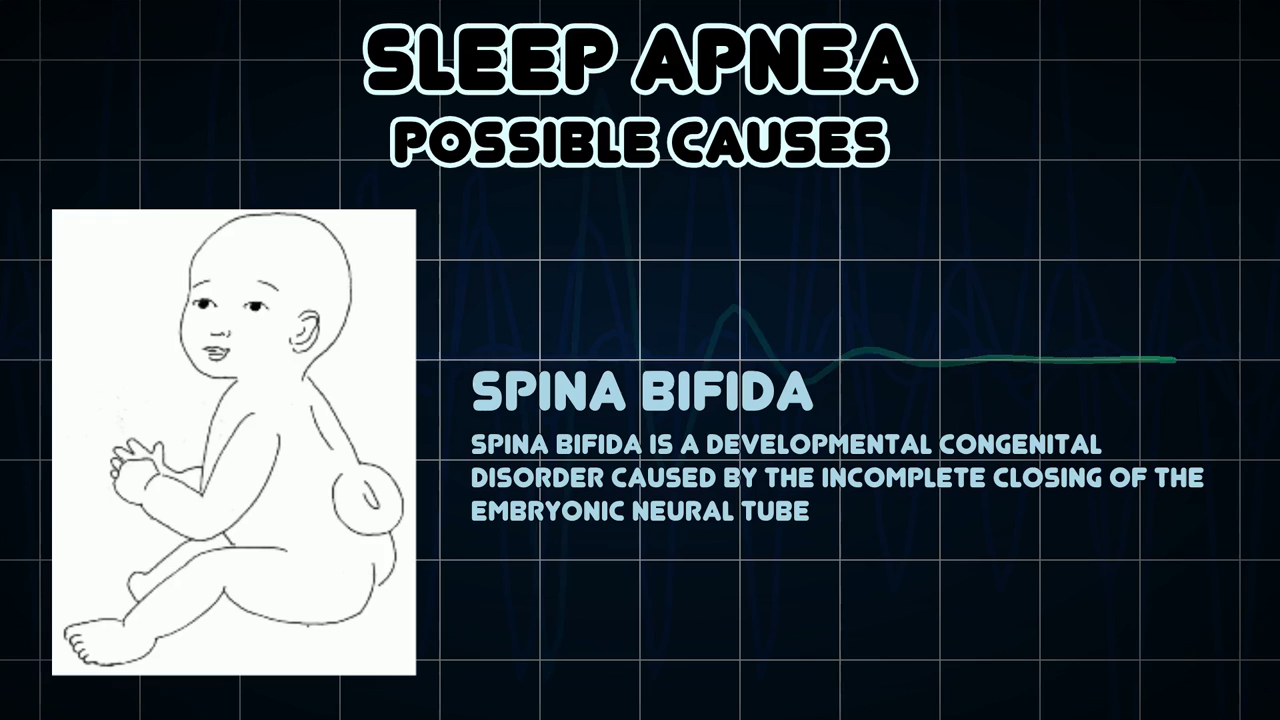 SLEEP APNEA
POSSIBLE CAUSES
SPINA BIFIDA
SPINA BIFIDA IS A DEVELOPMENTAL CONGENITAL
DISORDER CAUSED BY THE INCOMPLETE CLOSING OF THE
EMBRYONIC NEURAL TUBE